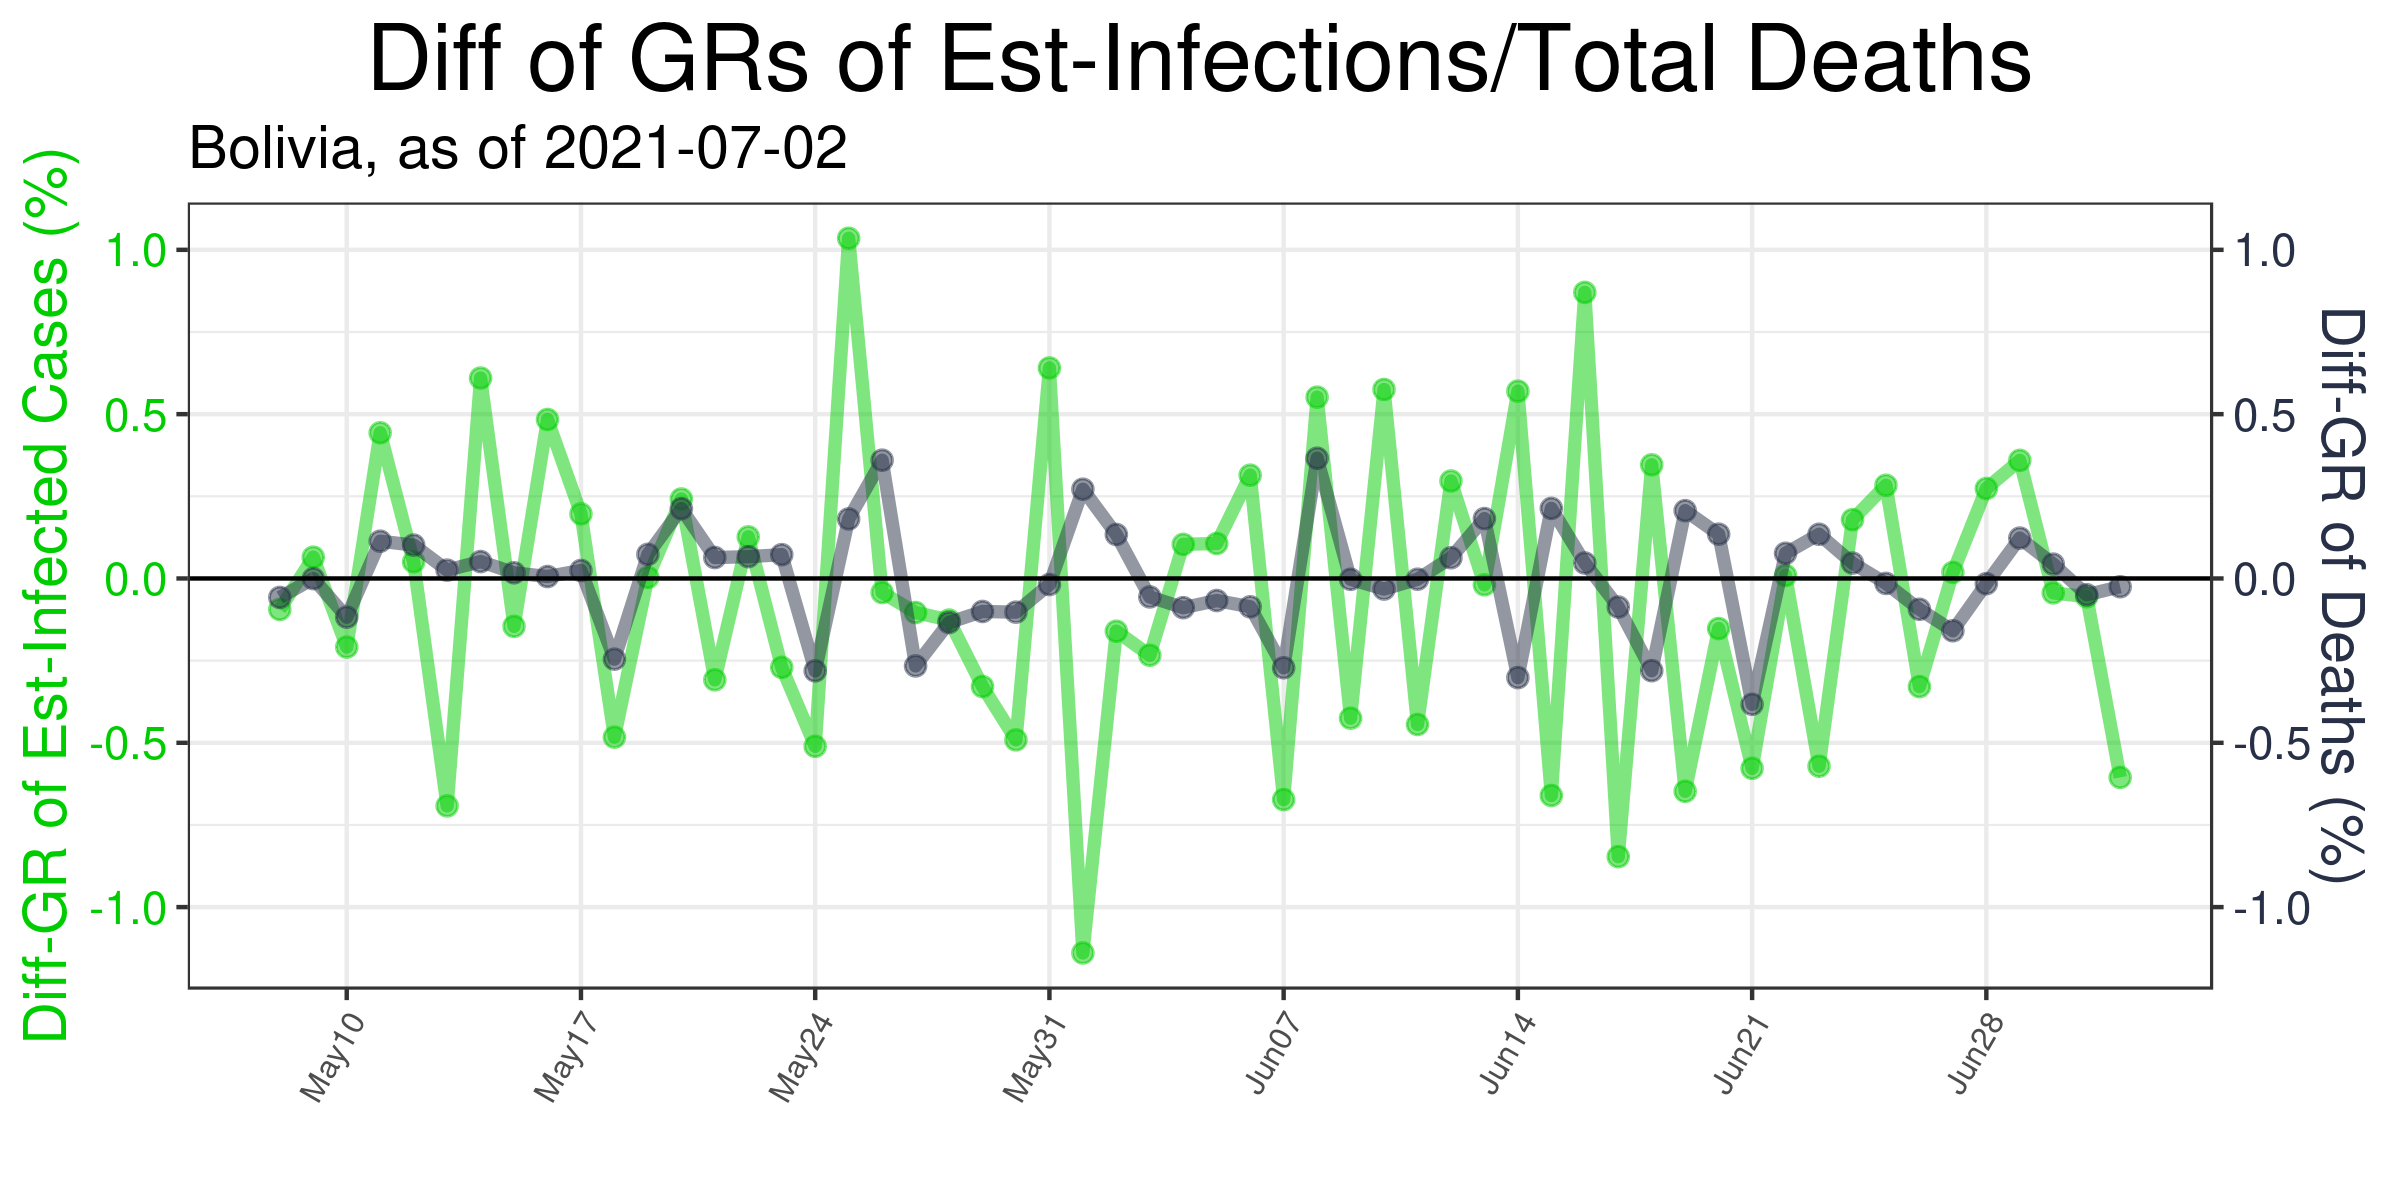 Diff of GRs of Est-Infections/Total Deaths
Bolivia, as of 2021-07-02
Diff-GR of Est-Infected Cases (%)
1.0
0.5
0.0
-0.5
-1.0
1.0
0.5
0.0
-0.5
-1.0
Diff-GR of Deaths (%)
May10
May17
May24
May31
Jun07
Jun14
Jun21
Jun28